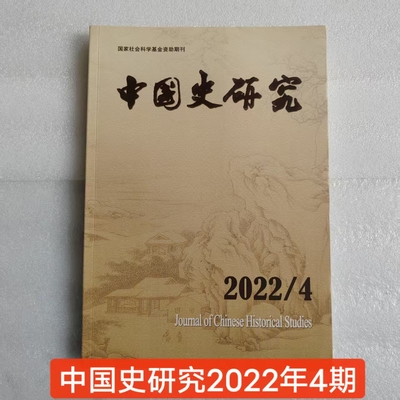 国家社会科学基金资助期刊
中国史研究
2022/4
Journal of Chinese Historical Studies
中国史研究2022年4期